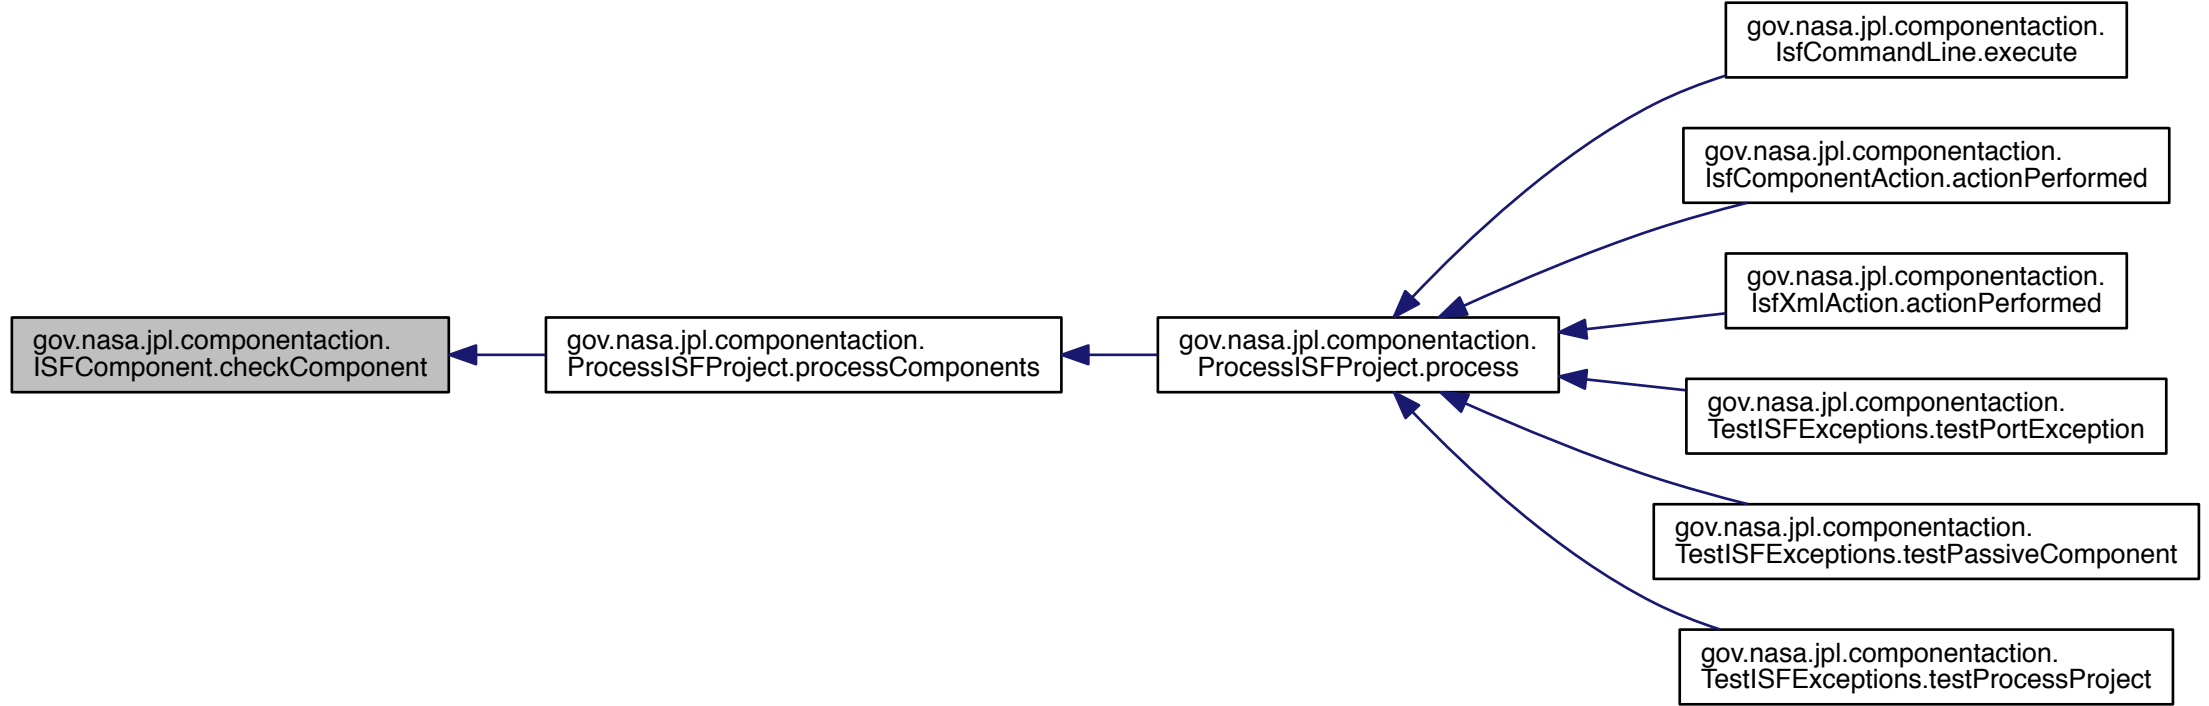 gov.nasa.jpl.componentaction.
IsfCommandLine.execute
gov.nasa.jpl.componentaction.
IsfComponentAction.actionPerformed
gov.nasa.jpl.componentaction.
IsfXmlAction.actionPerformed
gov.nasa.jpl.componentaction.
ISFComponent.checkComponent
gov.nasa.jpl.componentaction.
ProcessISFProject.processComponents
gov.nasa.jpl.componentaction.
ProcessISFProject.process
gov.nasa.jpl.componentaction.
TestISFExceptions.testPortException
gov.nasa.jpl.componentaction.
TestISFExceptions.testPassiveComponent
gov.nasa.jpl.componentaction.
TestISFExceptions.testProcessProject